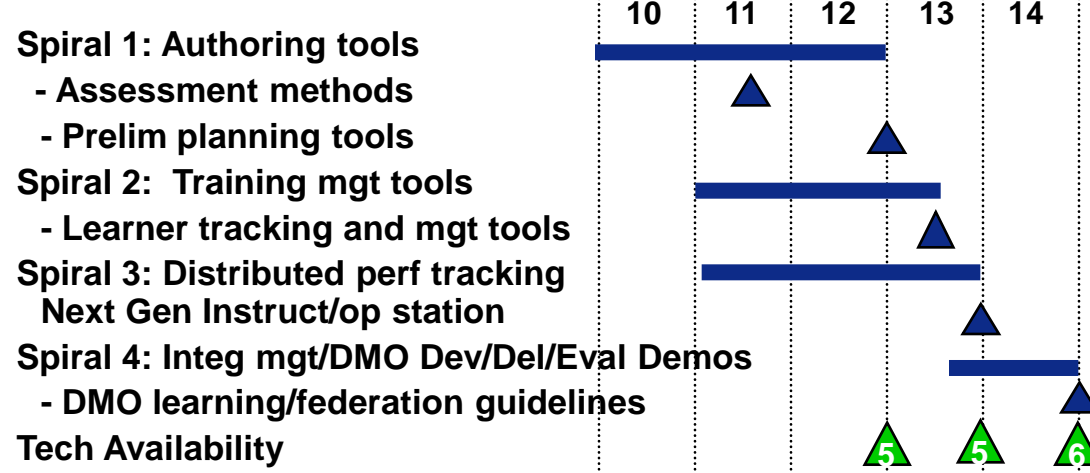 10 11 12 13 14
Spiral 1: Authoring tools
- Assessment methods
- Prelim planning tools
Spiral 2: Training mgt tools
- Learner tracking and mgt tools
Spiral 3: Distributed perf tracking
Next Gen Instruct/op station
Spiral 4: Integ mgt/DMO Dev/Del/Eval Demos
- DMO learning/federation guidelines
Tech Availability 5 5 6